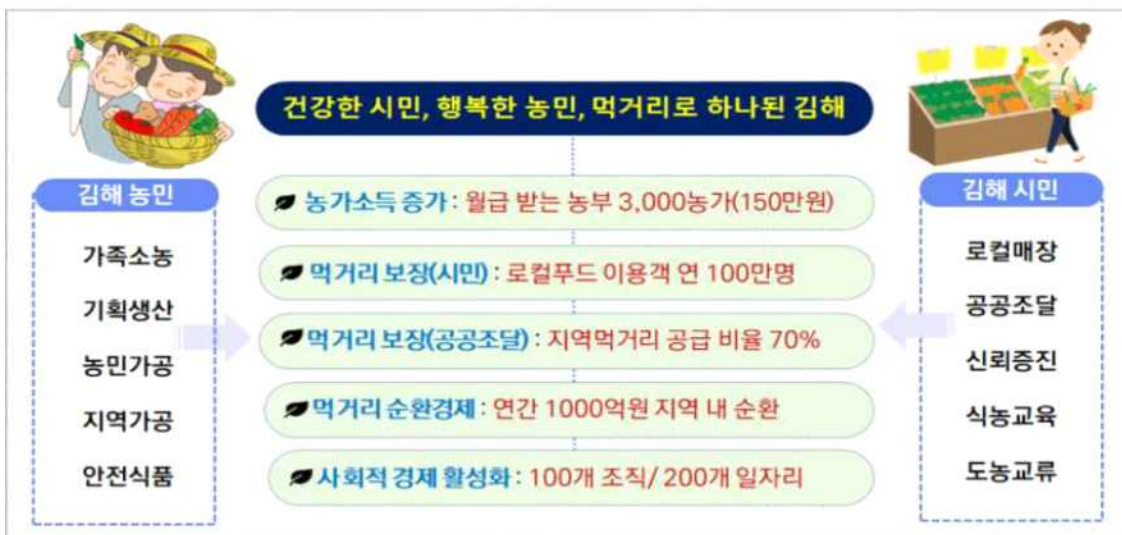 건강한 시민, 행복한 농민, 먹거리로 하나된 김해
김해 농민
가족소농
기획생산
농민가공
지역가공
안전식품
농가소득 증가 : 월급 받는 농부 3,000농가(150만원)
먹거리 보장(시민) : 로컬푸드 이용객 연 100만명
먹거리 보장(공공조달) : 지역먹거리 공급 비율 70%
먹거리 순환경제 : 연간 1000억원 지역 내 순환
사회적 경제 활성화 : 100개 조직/ 200개 일자리
김해 시민
로컬매장
공공조달
신뢰증진
식농교육
도농교류